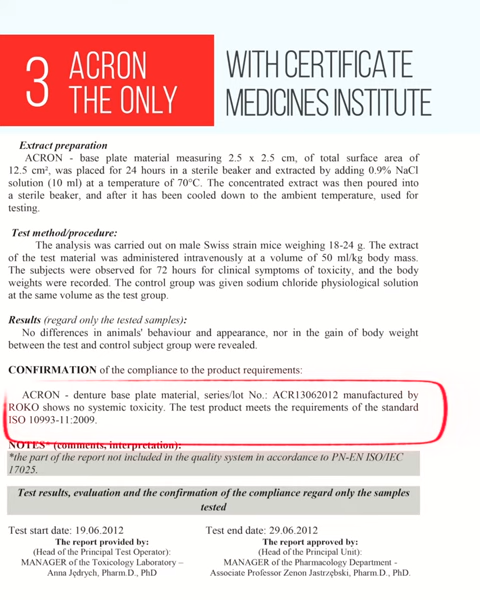 3 ACRON THE ONLY
WITH CERTIFICATE MEDICINES INSTITUTE
Extract preparation
ACRON - base plate material measuring 2.5 x 2.5 cm, of total surface area of
12.5 cm², was placed for 24 hours in a sterile beaker and extracted by adding 0.9% NaCl
solution (10 ml) at a temperature of 70°C. The concentrated extract was then poured into
a sterile beaker, and after it has been cooled down to the ambient temperature, used for
testing.
Test method/procedure:
The analysis was carried out on male Swiss strain mice weighing 18-24 g. The extract
of the test material was administered intravenously at a volume of 50 ml/kg body mass.
The subjects were observed for 72 hours for clinical symptoms of toxicity, and the body
weights were recorded. The control group was given sodium chloride physiological solution
at the same volume as the test group.
Results (regard only the tested samples):
No differences in animals' behaviour and appearance, nor in the gain of body weight
between the test and control subject group were revealed.
CONFIRMATION of the compliance to the product requirements:
ACRON - denture base plate material, series/lot No.: ACR13062012 manufactured by
ROKO shows no systemic toxicity. The test product meets the requirements of the standard
ISO 10993-11:2009.
NOTES* (comments, interpretation):
*the part of the report not included in the quality system in accordance to PN-EN ISO/IEC
17025.
Test results, evaluation and the confirmation of the compliance regard only the samples
tested
Test start date: 19.06.2012
The report provided by:
(Head of the Principal Test Operator):
MANAGER of the Toxicology Laboratory –
Anna Jędrych, Pharm.D., PhD
Test end date: 29.06.2012
The report approved by:
(Head of the Principal Unit):
MANAGER of the Pharmacology Department -
Associate Professor Zenon Jastrzębski, Pharm.D., PhD.